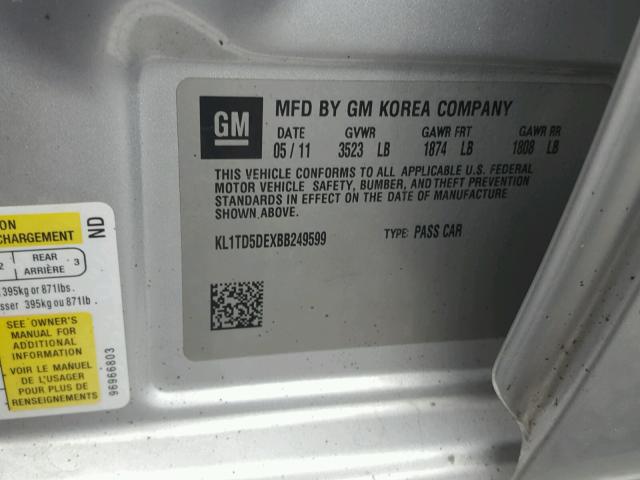 GM
MFD BY GM KOREA COMPANY
DATE GVWR GAWR FRT GAWR RR
05 / 11 3523 LB 1874 LB 1808 LB
THIS VEHICLE CONFORMS TO ALL APPLICABLE U.S. FEDERAL
MOTOR VEHICLE SAFETY, BUMPER, AND THEFT PREVENTION
STANDARDS IN EFFECT ON THE DATE OF MANUFACTURE
SHOWN ABOVE.
KL1TD5DEXBB249599 TYPE: PASS CAR
ON
CHARGEMENT
ND
2 REAR 3
ARRIÈRE
395kg or 871lbs.
sser 395kg ou 871lb.
SEE OWNER'S
MANUAL FOR
ADDITIONAL
INFORMATION
VOIR LE MANUEL
DE L'USAGER
POUR PLUS DE
RENSEIGNEMENTS
96966803